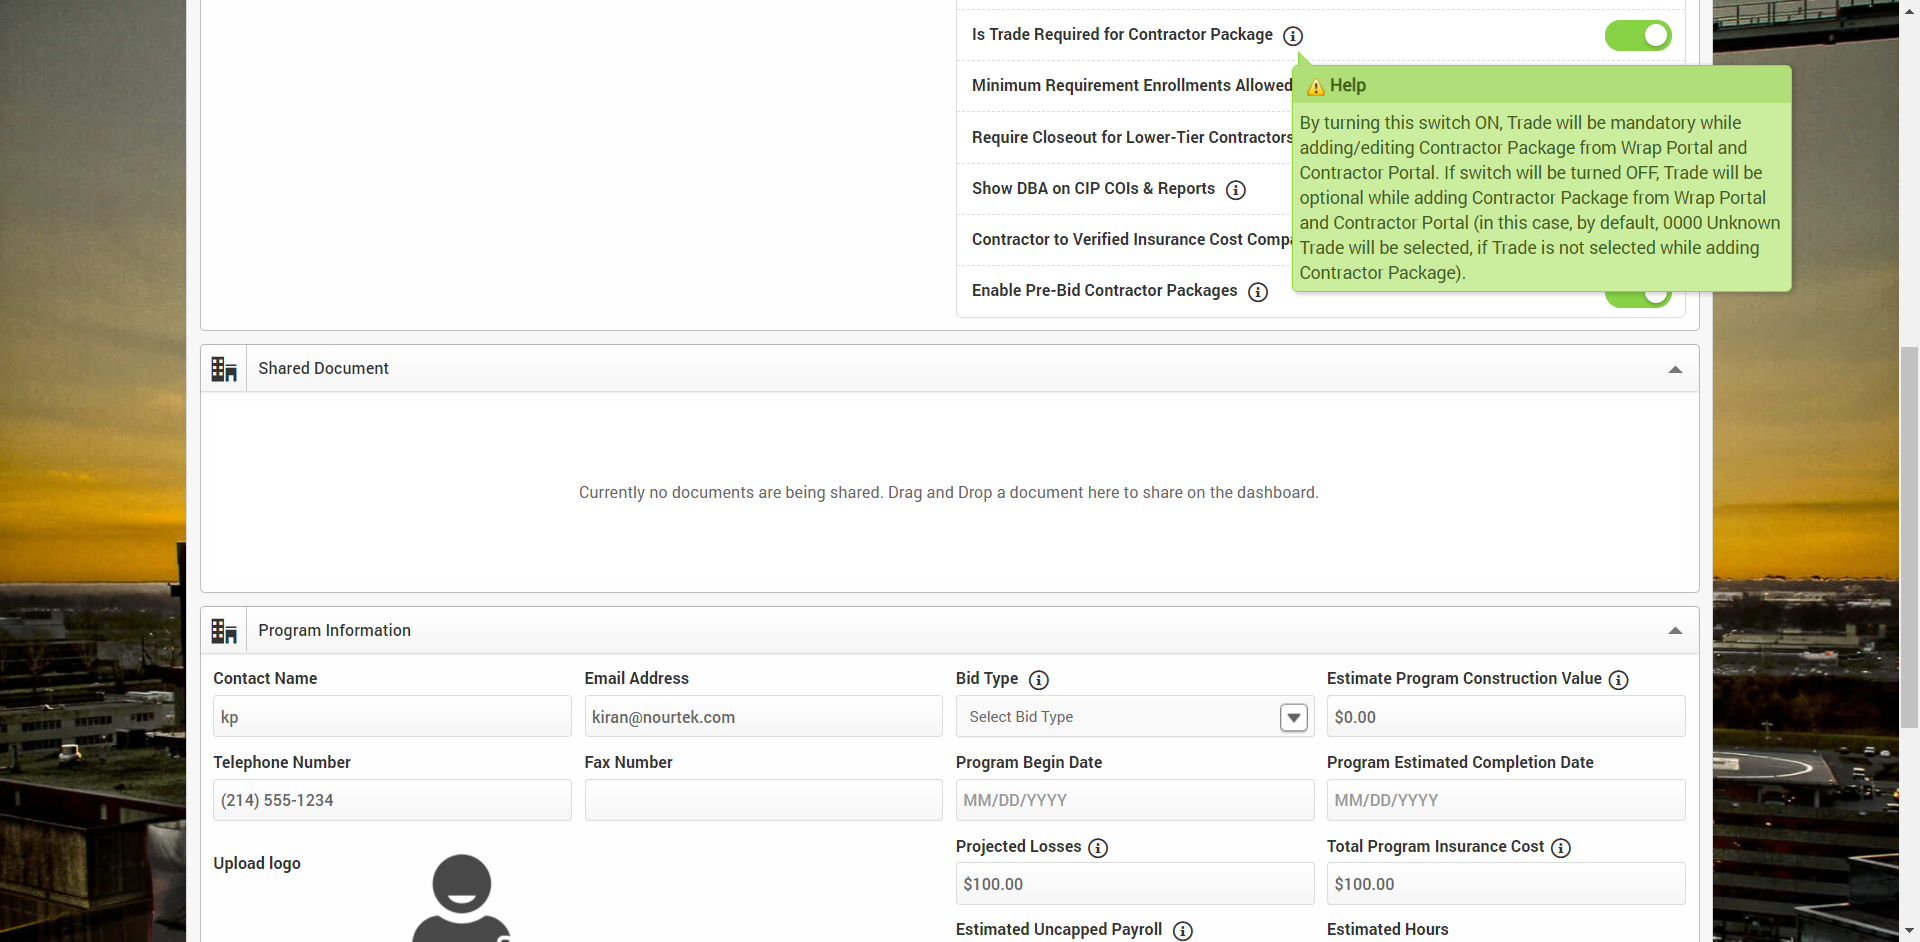 Is Trade Required for Contractor Package
Minimum Requirement Enrollments Allowed
Help
Require Closeout for Lower-Tier Contractors
By turning this switch ON, Trade will be mandatory while
adding/editing Contractor Package from Wrap Portal and
Contractor Portal. If switch will be turned OFF, Trade will be
optional while adding Contractor Package from Wrap Portal
and Contractor Portal (in this case, by default, 0000 Unknown
Trade will be selected, if Trade is not selected while adding
Contractor Package).
Show DBA on CIP COIs & Reports
Contractor to Verified Insurance Cost
Enable Pre-Bid Contractor Packages
Shared Document
Currently no documents are being shared. Drag and Drop a document here to share on the dashboard.
Program Information
Contact Name
kp
Email Address
kiran@nourtek.com
Bid Type
Select Bid Type
Estimate Program Construction Value
$0.00
Telephone Number
(214) 555-1234
Fax Number
Program Begin Date
MM/DD/YYYY
Program Estimated Completion Date
MM/DD/YYYY
Upload logo
Projected Losses
$100.00
Total Program Insurance Cost
$100.00
Estimated Uncapped Payroll
Estimated Hours